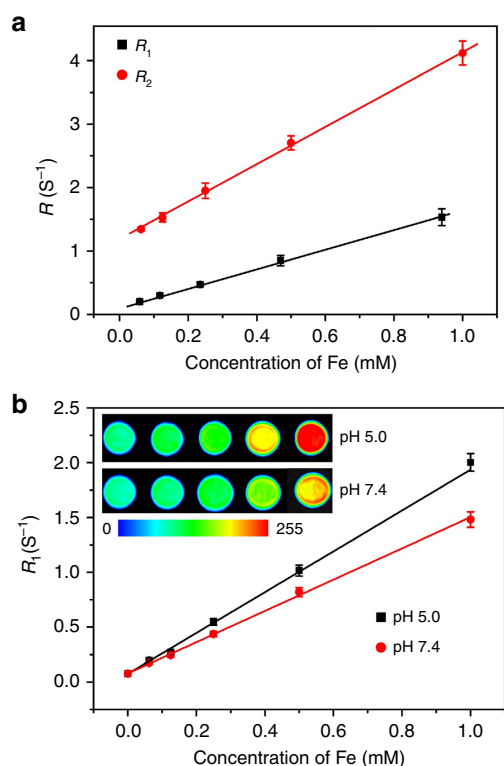 a
R1
R2
4
3
2
1
0
R (S−1)
0.0 0.2 0.4 0.6 0.8 1.0
Concentration of Fe (mM)
b
2.5
2.0
1.5
1.0
0.5
0.0
R1(S−1)
pH 5.0
pH 7.4
0 255
pH 5.0
pH 7.4
0.0 0.2 0.4 0.6 0.8 1.0
Concentration of Fe (mM)